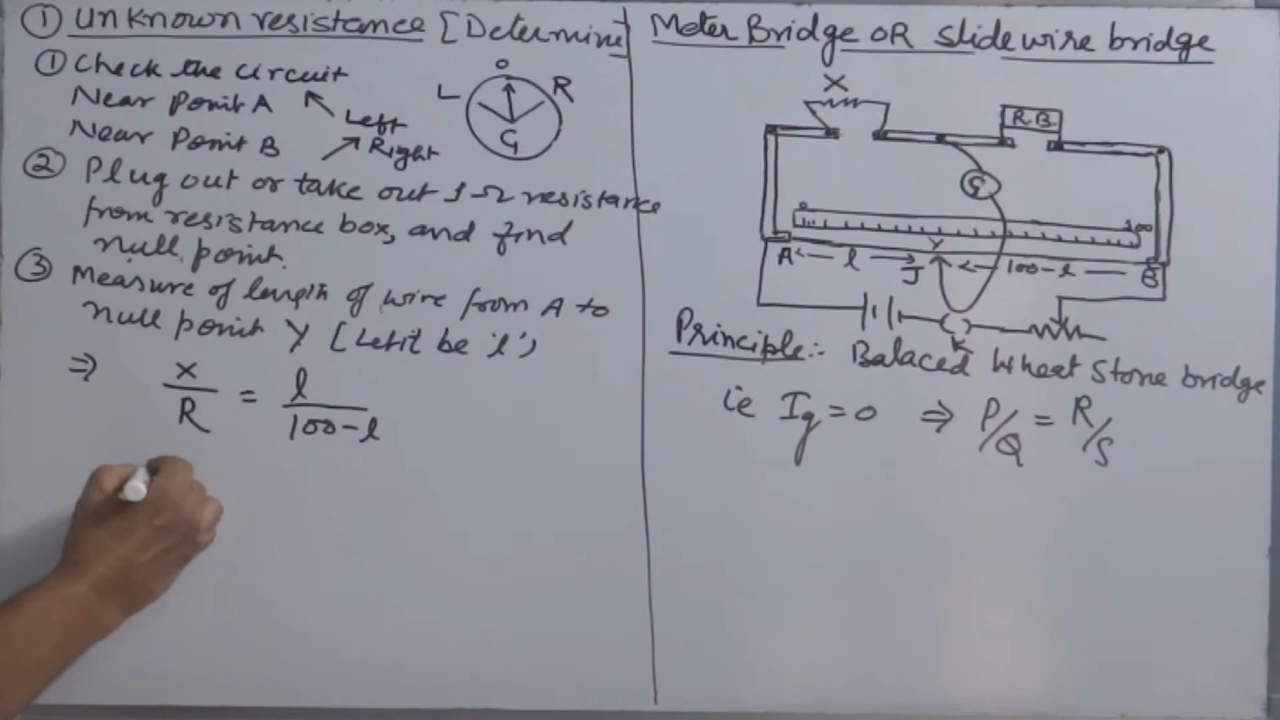 ① Unknown resistance [Determine]
① Check the circuit
Near Point A Left
Near Point B Right
O
L R
G
② Plug out or take out 1 Ω resistance
from resistance box, and find
null point.
③ Measure of length of wire from A to
null point Y [Let it be 'l')
⇒ x/R = l/100-l
Meter Bridge OR slide wire bridge
X
R.B
G
0 100
Y
A ← l → J ← 100-l B
Principle:- Balaced Wheat Stone bridge
ie Ig = 0 ⇒ P/Q = R/S